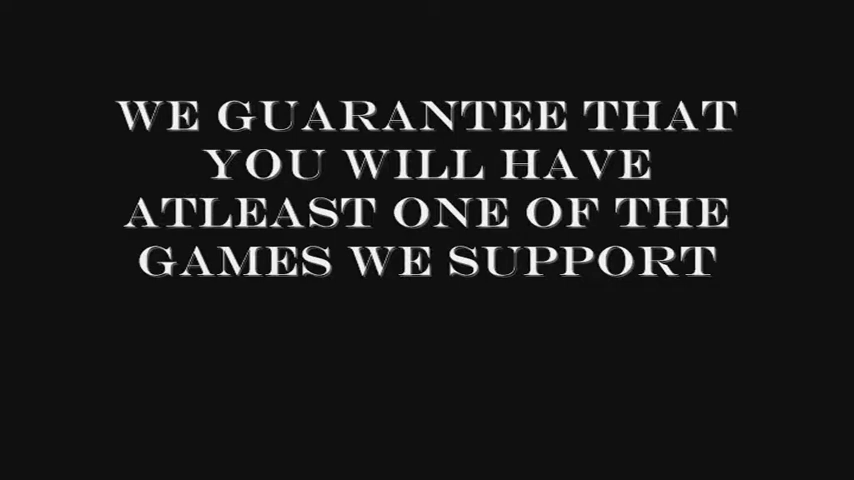 WE GUARANTEE THAT
YOU WILL HAVE
ATLEAST ONE OF THE
GAMES WE SUPPORT